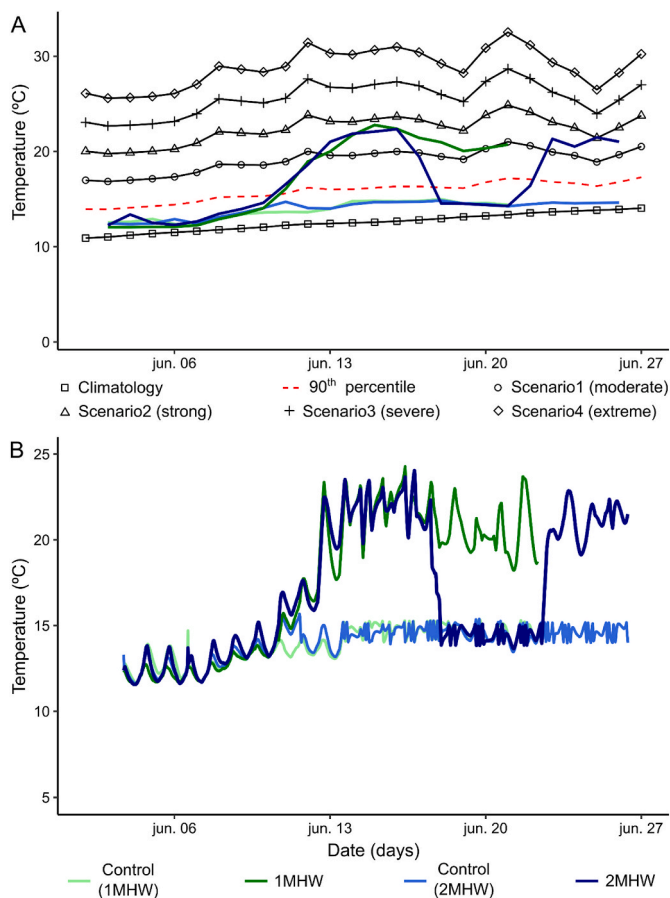 A
Temperature (ºC)
30
20
10
0
jun. 06
jun. 13
jun. 20
jun. 27
Climatology
90th percentile
Scenario1 (moderate)
Scenario2 (strong)
Scenario3 (severe)
Scenario4 (extreme)
B
Temperature (ºC)
25
20
15
10
5
jun. 06
jun. 13
jun. 20
jun. 27
Date (days)
Control
(1MHW)
1MHW
Control
(2MHW)
2MHW